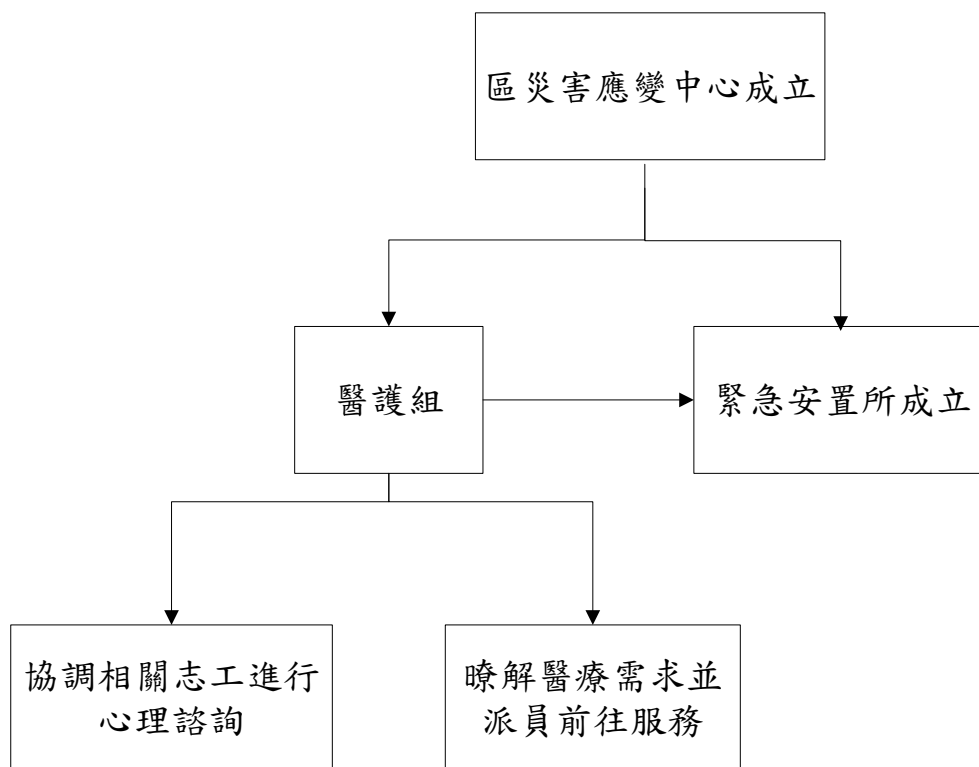 區災害應變中心成立
醫護組
緊急安置所成立
協調相關志工進行
心理諮詢
暸解醫療需求並
派員前往服務